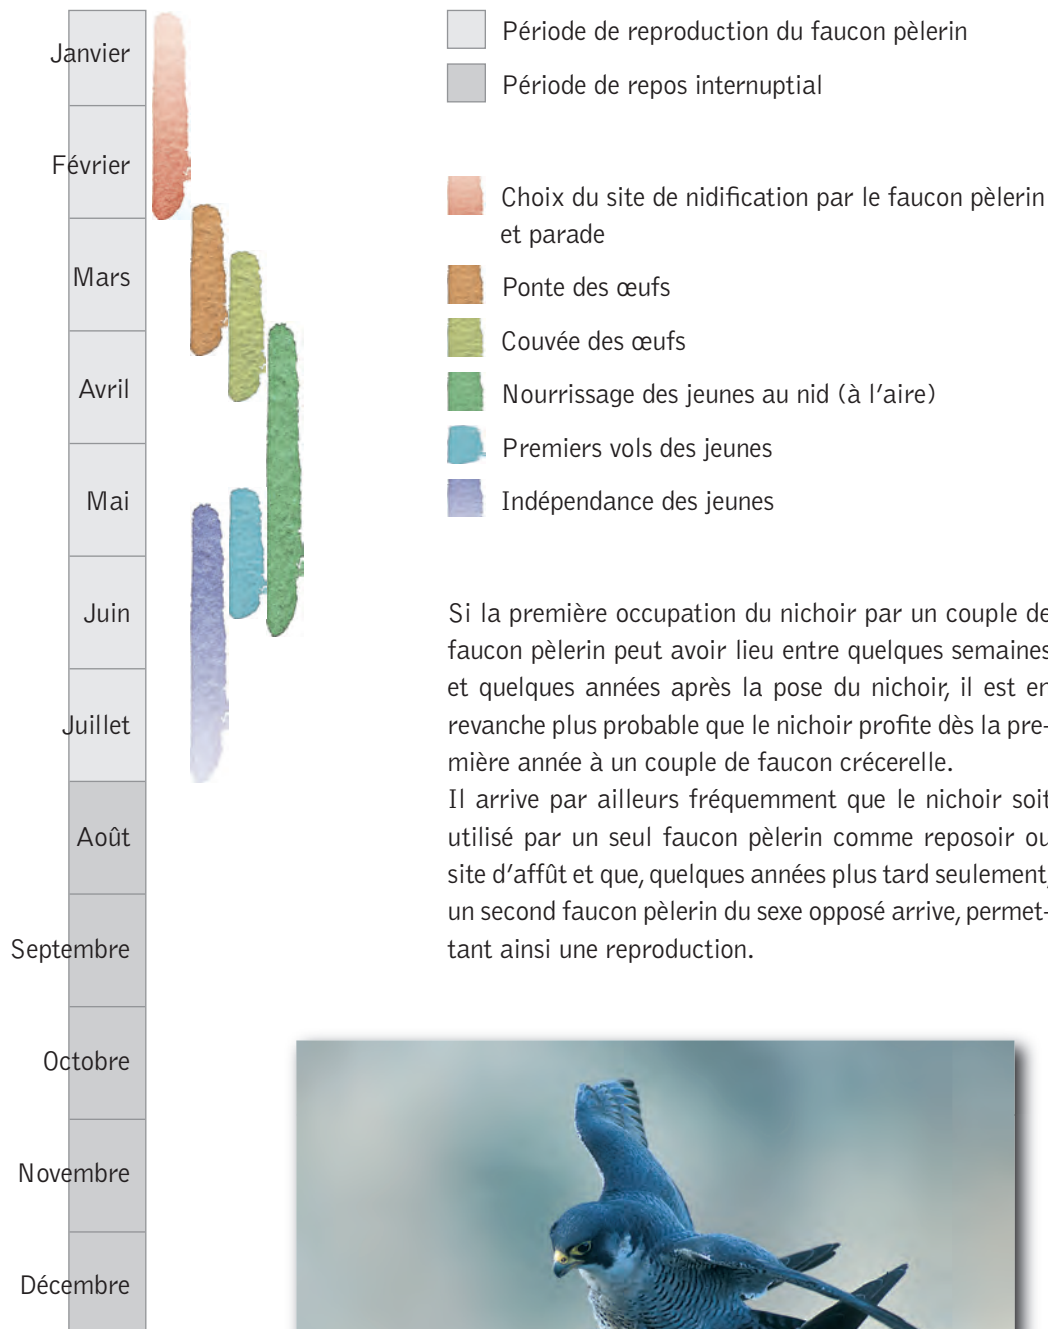 Janvier
Février
Mars
Avril
Mai
Juin
Juillet
Août
Septembre
Octobre
Novembre
Décembre
Période de reproduction du faucon pèlerin
Période de repos internuptial
Choix du site de nidification par le faucon pèlerin
et parade
Ponte des œufs
Couvée des œufs
Nourrissage des jeunes au nid (à l'aire)
Premiers vols des jeunes
Indépendance des jeunes
Si la première occupation du nichoir par un couple de
faucon pèlerin peut avoir lieu entre quelques semaines
et quelques années après la pose du nichoir, il est en
revanche plus probable que le nichoir profite dès la pre-
mière année à un couple de faucon crécerelle.
Il arrive par ailleurs fréquemment que le nichoir soit
utilisé par un seul faucon pèlerin comme reposoir ou
site d'affût et que, quelques années plus tard seulement,
un second faucon pèlerin du sexe opposé arrive, permet-
tant ainsi une reproduction.